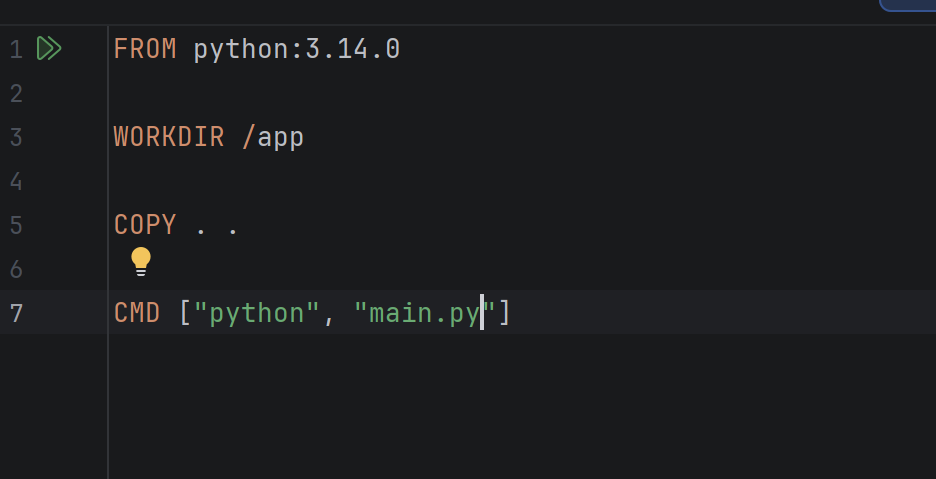 1 FROM python:3.14.0
2
3 WORKDIR /app
4
5 COPY . .
6
7 CMD ["python", "main.py"]